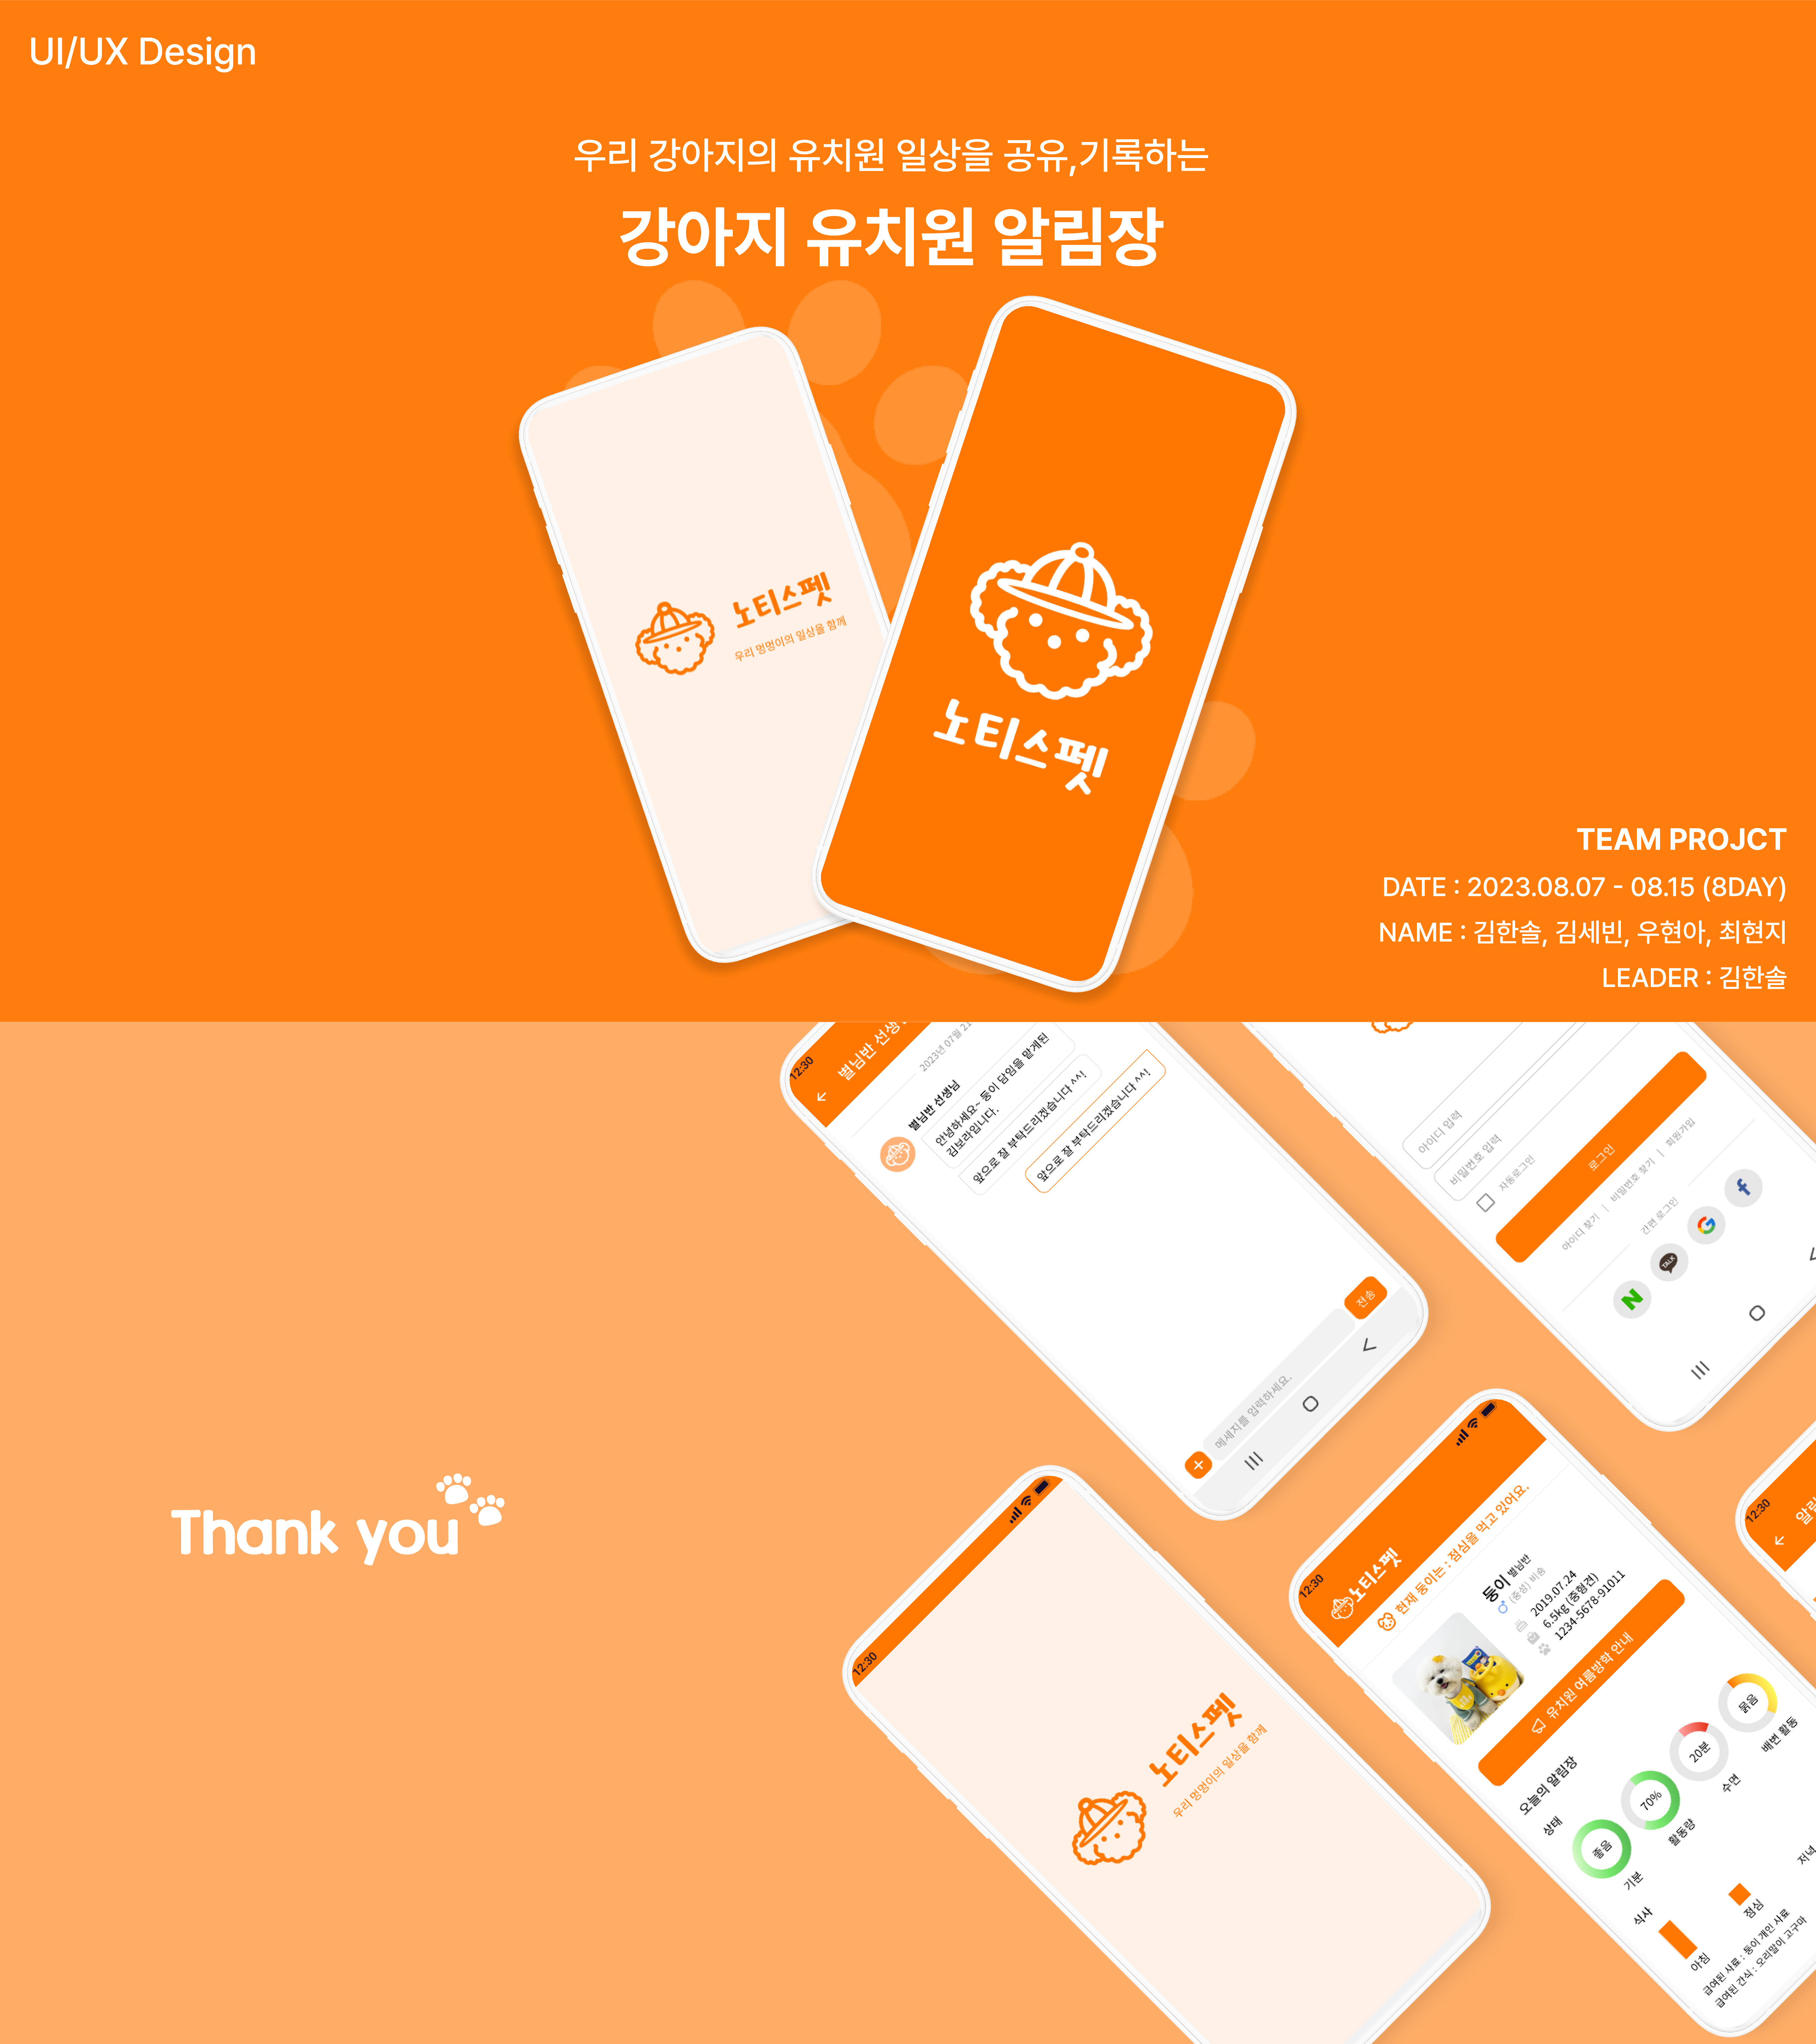 UI/UX Design
우리 강아지의 유치원 일상을 공유,기록하는
강아지 유치원 알림장
노티스펫
우리 멍멍이의 일상을 함께
노티스펫
TEAM PROJCT
DATE : 2023.08.07 - 08.15 (8DAY)
NAME : 김한솔, 김세빈, 우현아, 최현지
LEADER : 김한솔
12:30
별님반 선생
2023년 07월 21
별님반 선생님
안녕하세요~ 둥이 담임을 맡게된
김보라입니다.
앞으로 잘 부탁드리겠습니다 ^^!
앞으로 잘 부탁드리겠습니다 ^^!
메세지를 입력하세요.
전송
아이디 입력
비밀번호 입력
자동로그인
로그인
아이디 찾기 | 비밀번호 찾기 | 회원가입
간편 로그인
N
TALK
G
f
Thank you
12:30
노티스펫
우리 멍멍이의 일상을 함께
12:30
노티스펫
현재 둥이는 : 점심을 먹고 있어요.
둥이 별님반
(중성) 비숑
2019.07.24
6.5kg (중형견)
1234-5678-91011
유치원 여름방학 안내
오늘의 알림장
상태
좋음
70%
20분
묽음
기분
활동량
수면
배변 활동
식사
아침
점심
저녁
급여된 사료 : 둥이 개인 사료
급여된 간식 : 오리말이 고구마
12:30